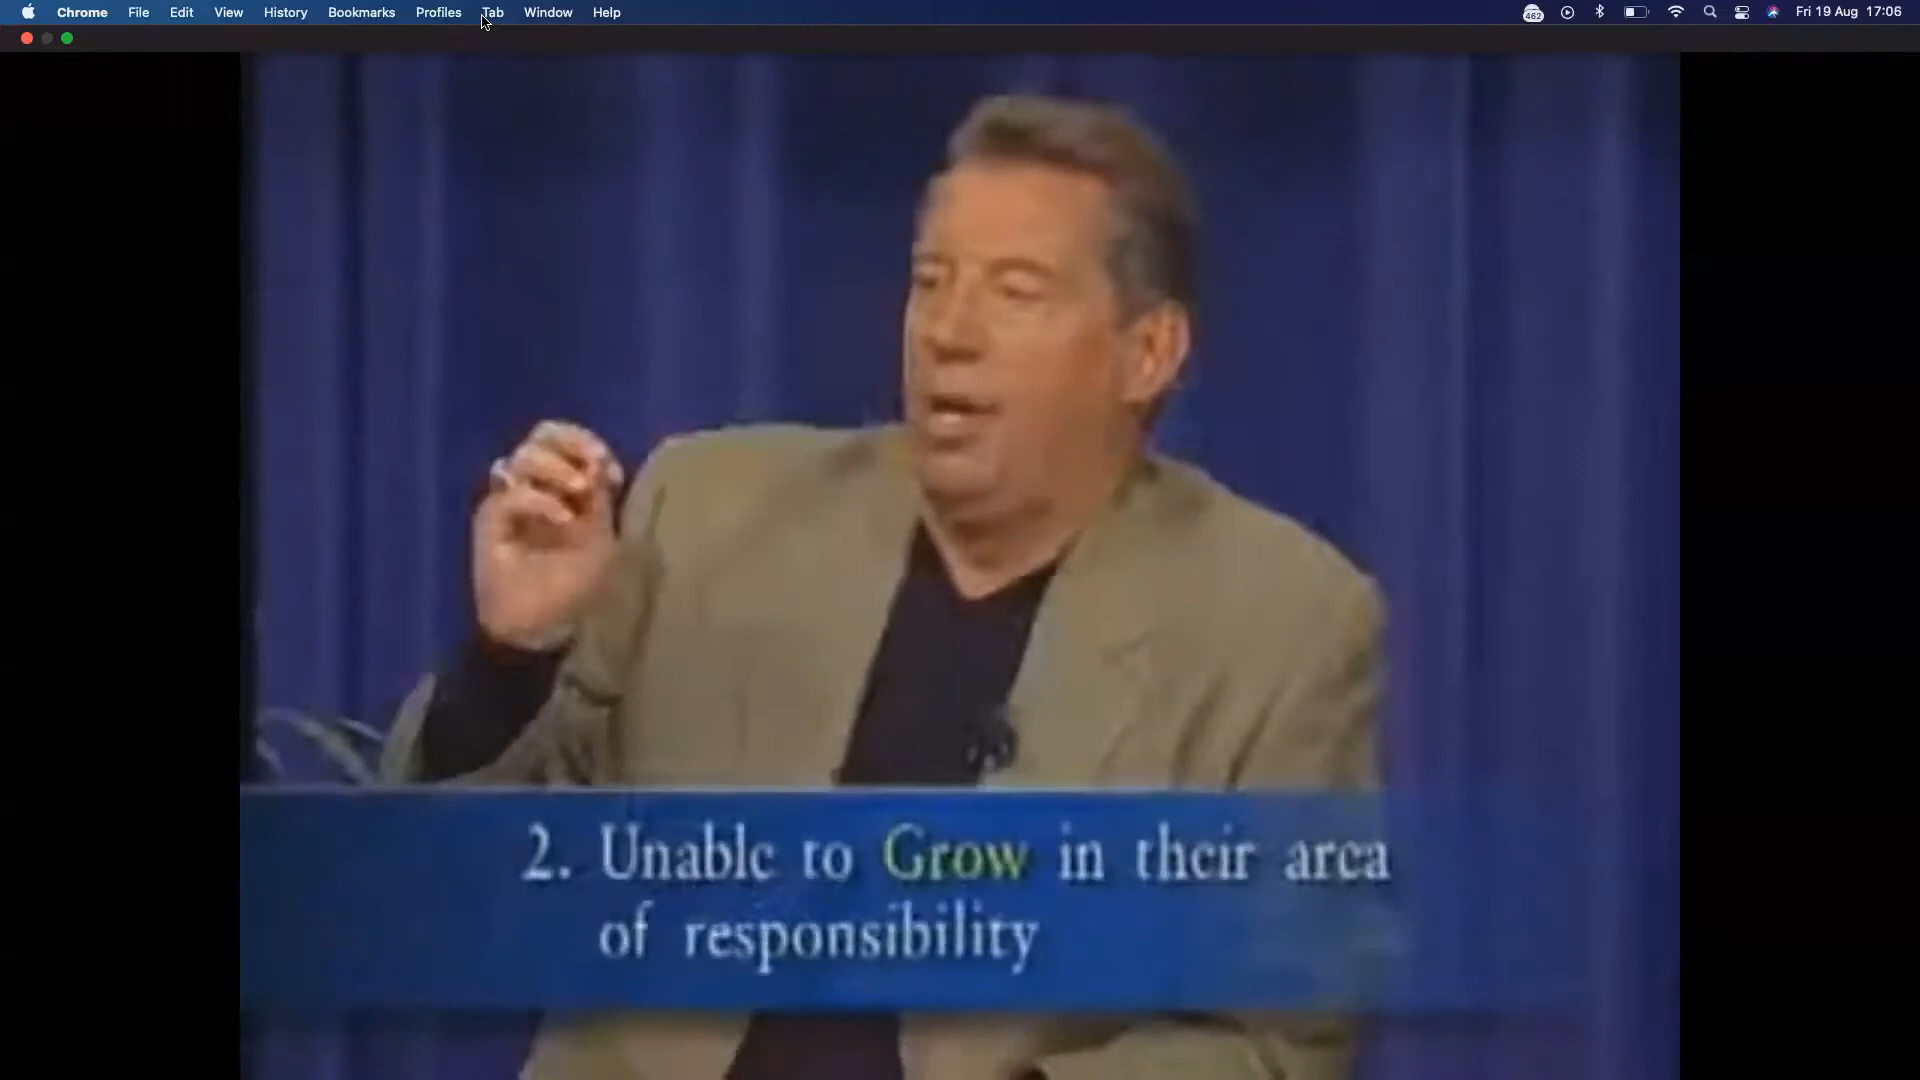 Chrome File Edit View History Bookmarks Profiles Tab Window Help 462 Fri 19 Aug 17:06
2. Unable to Grow in their area
of responsibility